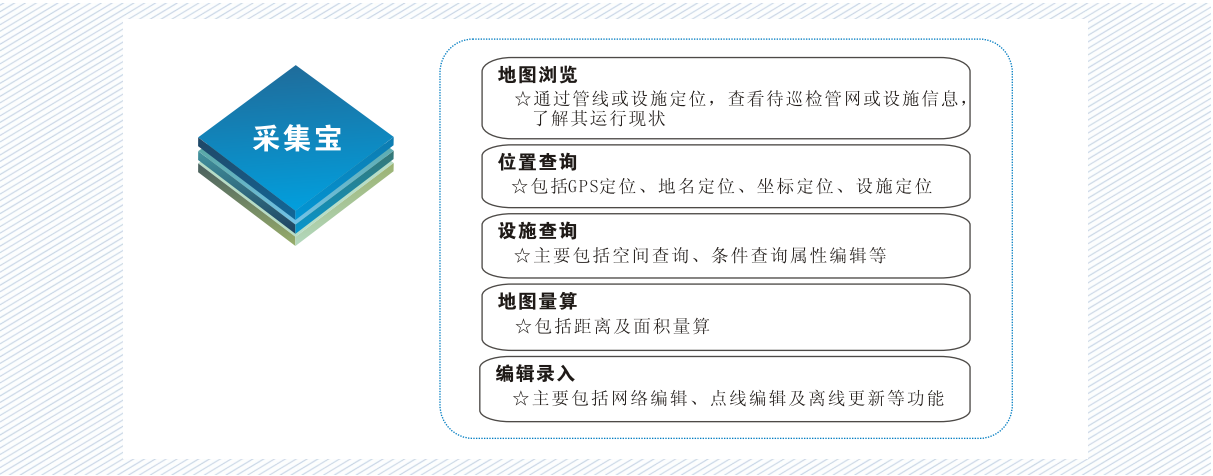 采集宝
地图浏览
☆通过管线或设施定位，查看待巡检管网或设施信息，
了解其运行现状
位置查询
☆包括GPS定位、地名定位、坐标定位、设施定位
设施查询
☆主要包括空间查询、条件查询属性编辑等
地图量算
☆包括距离及面积量算
编辑录入
☆主要包括网络编辑、点线编辑及离线更新等功能